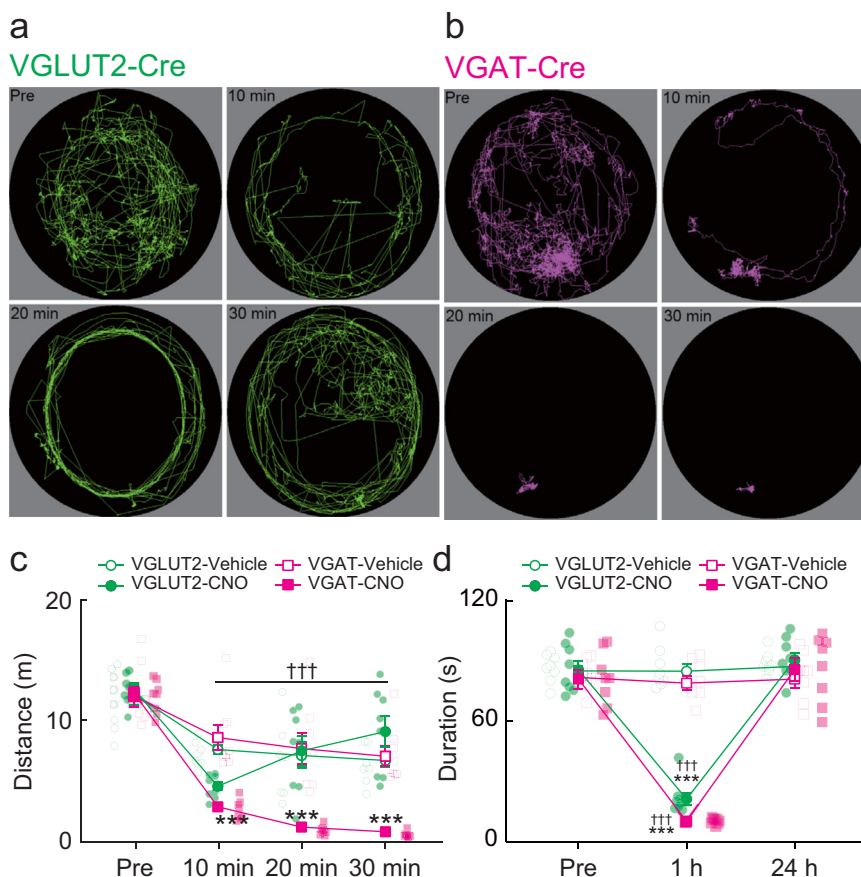 a
VGLUT2-Cre
Pre
10 min
20 min
30 min
b
VGAT-Cre
Pre
10 min
20 min
30 min
c
VGLUT2-Vehicle
VGAT-Vehicle
VGLUT2-CNO
VGAT-CNO
Distance (m)
20
10
0
†††
***
***
***
Pre
10 min
20 min
30 min
d
VGLUT2-Vehicle
VGAT-Vehicle
VGLUT2-CNO
VGAT-CNO
Duration (s)
120
60
0
†††
***
†††
***
Pre
1 h
24 h